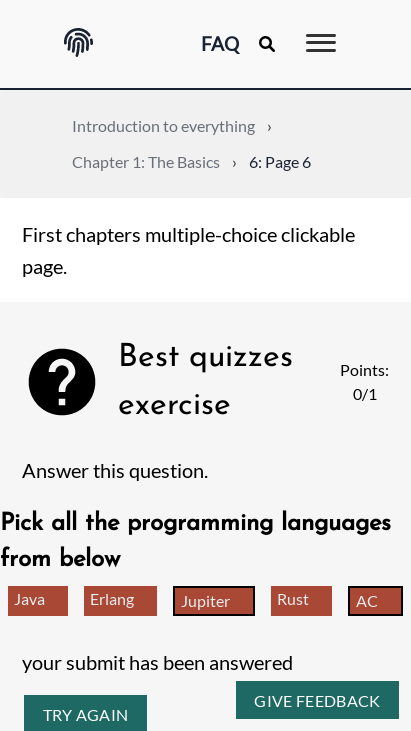 FAQ
Introduction to everything ›
Chapter 1: The Basics › 6: Page 6
First chapters multiple-choice clickable
page.
Best quizzes
exercise
Points:
0/1
Answer this question.
Pick all the programming languages
from below
Java Erlang Jupiter Rust AC
your submit has been answered
TRY AGAIN
GIVE FEEDBACK